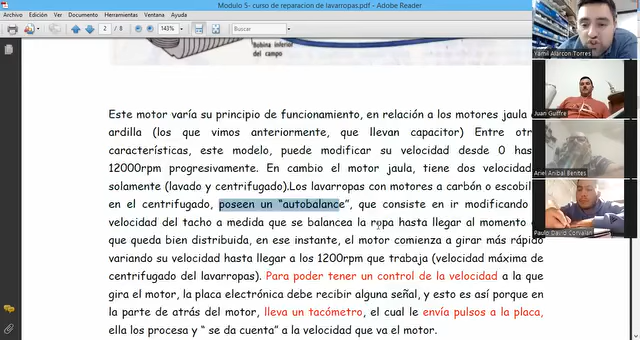 Modulo 5- curso de reparacion de lavarropas.pdf - Adobe Reader
Archivo Edición Ver Ventana Ayuda
2 / 8 143% Buscar
Bobina inferior
del campo
Este motor varía su principio de funcionamiento, en relación a los motores jaula
ardilla (los que vimos anteriormente, que llevan capacitor) Entre otr
características, este modelo, puede modificar su velocidad desde 0 has
12000rpm progresivamente. En cambio el motor jaula, tiene dos velocidad
solamente (lavado y centrifugado).Los lavarropas con motores a carbón o escobil
en el centrifugado, poseen un “autobalance”, que consiste en ir modificando
velocidad del tacho a medida que se balancea la ropa hasta llegar al momento
que queda bien distribuida, en ese instante, el motor comienza a girar más rápido
variando su velocidad hasta llegar a los 1200rpm que trabaja (velocidad máxima de
centrifugado del lavarropas). Para poder tener un control de la velocidad a la que
gira el motor, la placa electrónica debe recibir alguna señal, y esto es así porque en
la parte de atrás del motor, lleva un tacómetro, el cual le envía pulsos a la placa,
ella los procesa y “ se da cuenta” a la velocidad que va el motor.
Yamil Alarcon Torres
Juan Guiffre
Ariel Anibal Benites
Paulo David Corvalan